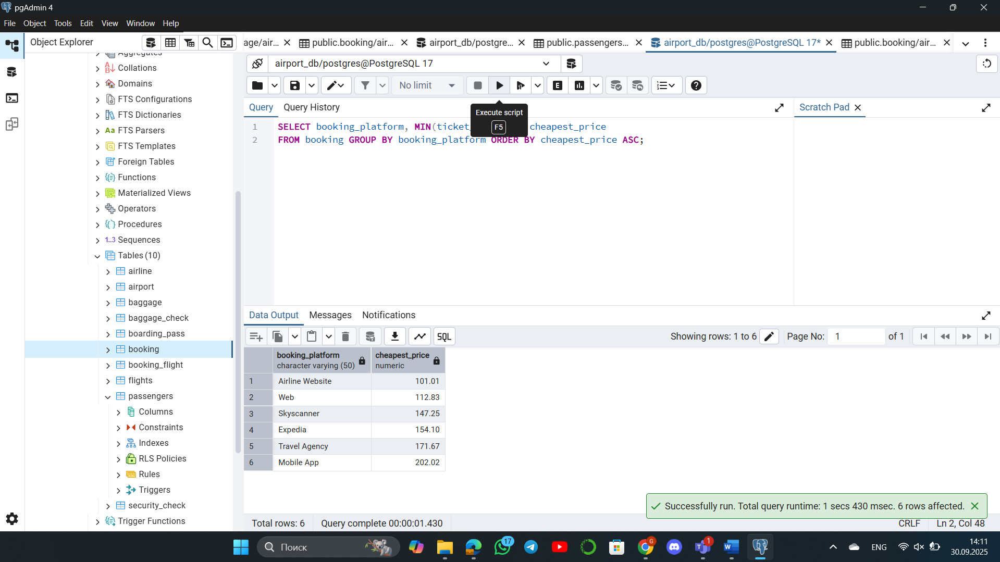 pgAdmin 4
File Object Tools Edit View Window Help
Object Explorer
age/air...
public.booking/air...
airport_db/postgre...
public.passengers...
airport_db/postgres@PostgreSQL 17*
public.booking/air...
airport_db/postgres@PostgreSQL 17
No limit
E
Query Query History
Scratch Pad
Execute script
F5
1 SELECT booking_platform, MIN(ticket_ cheapest_price
2 FROM booking GROUP BY booking_platform ORDER BY cheapest_price ASC;
Aggregates
Collations
Domains
FTS Configurations
FTS Dictionaries
Aa FTS Parsers
FTS Templates
Foreign Tables
Functions
Materialized Views
Operators
Procedures
1..3 Sequences
Tables (10)
airline
airport
baggage
baggage_check
boarding_pass
booking
booking_flight
flights
passengers
Columns
Constraints
Indexes
RLS Policies
Rules
Triggers
security_check
Trigger Functions
Data Output Messages Notifications
SQL
Showing rows: 1 to 6
Page No: 1 of 1
booking_platform
character varying (50)
cheapest_price
numeric
1 Airline Website 101.01
2 Web 112.83
3 Skyscanner 147.25
4 Expedia 154.10
5 Travel Agency 171.67
6 Mobile App 202.02
Successfully run. Total query runtime: 1 secs 430 msec. 6 rows affected.
Total rows: 6 Query complete 00:00:01.430 CRLF Ln 2, Col 48
Поиск
17
G
1
W
ENG
14:11
30.09.2025